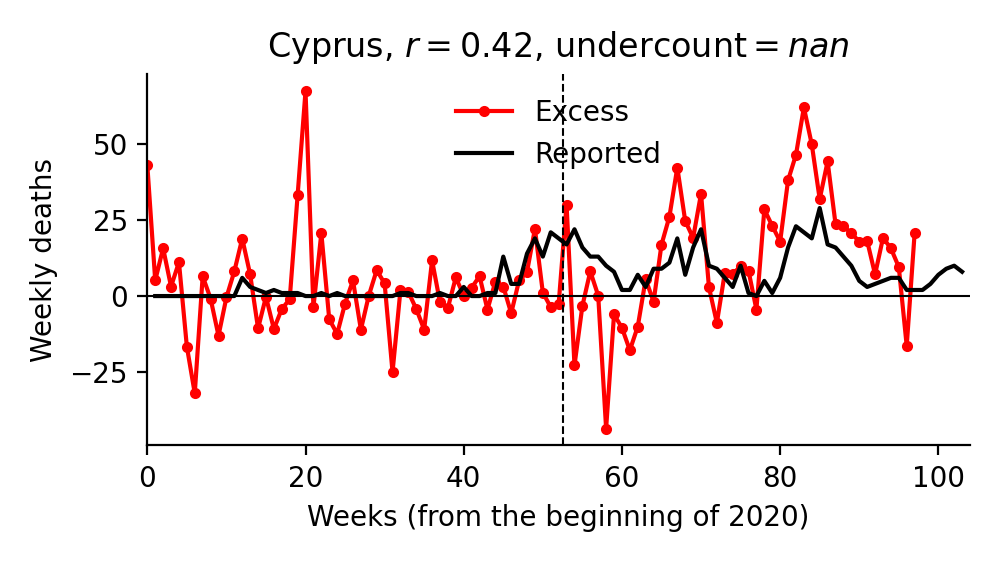 Cyprus, r = 0.42, undercount = nan
Excess
Reported
Weekly deaths
50
25
0
−25
0 20 40 60 80 100
Weeks (from the beginning of 2020)